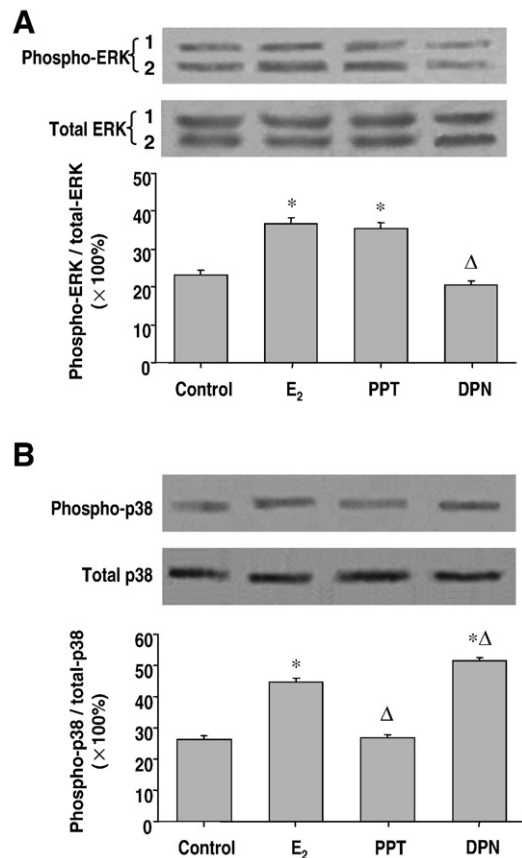 A
Phospho-ERK { 1
2
Total ERK { 1
2
Phospho-ERK / total-ERK
(×100%)
50
40
30
20
10
0
* * Δ
Control E₂ PPT DPN
B
Phospho-p38
Total p38
Phospho-p38 / total-p38
(×100%)
60
50
40
30
20
10
0
* Δ *Δ
Control E₂ PPT DPN